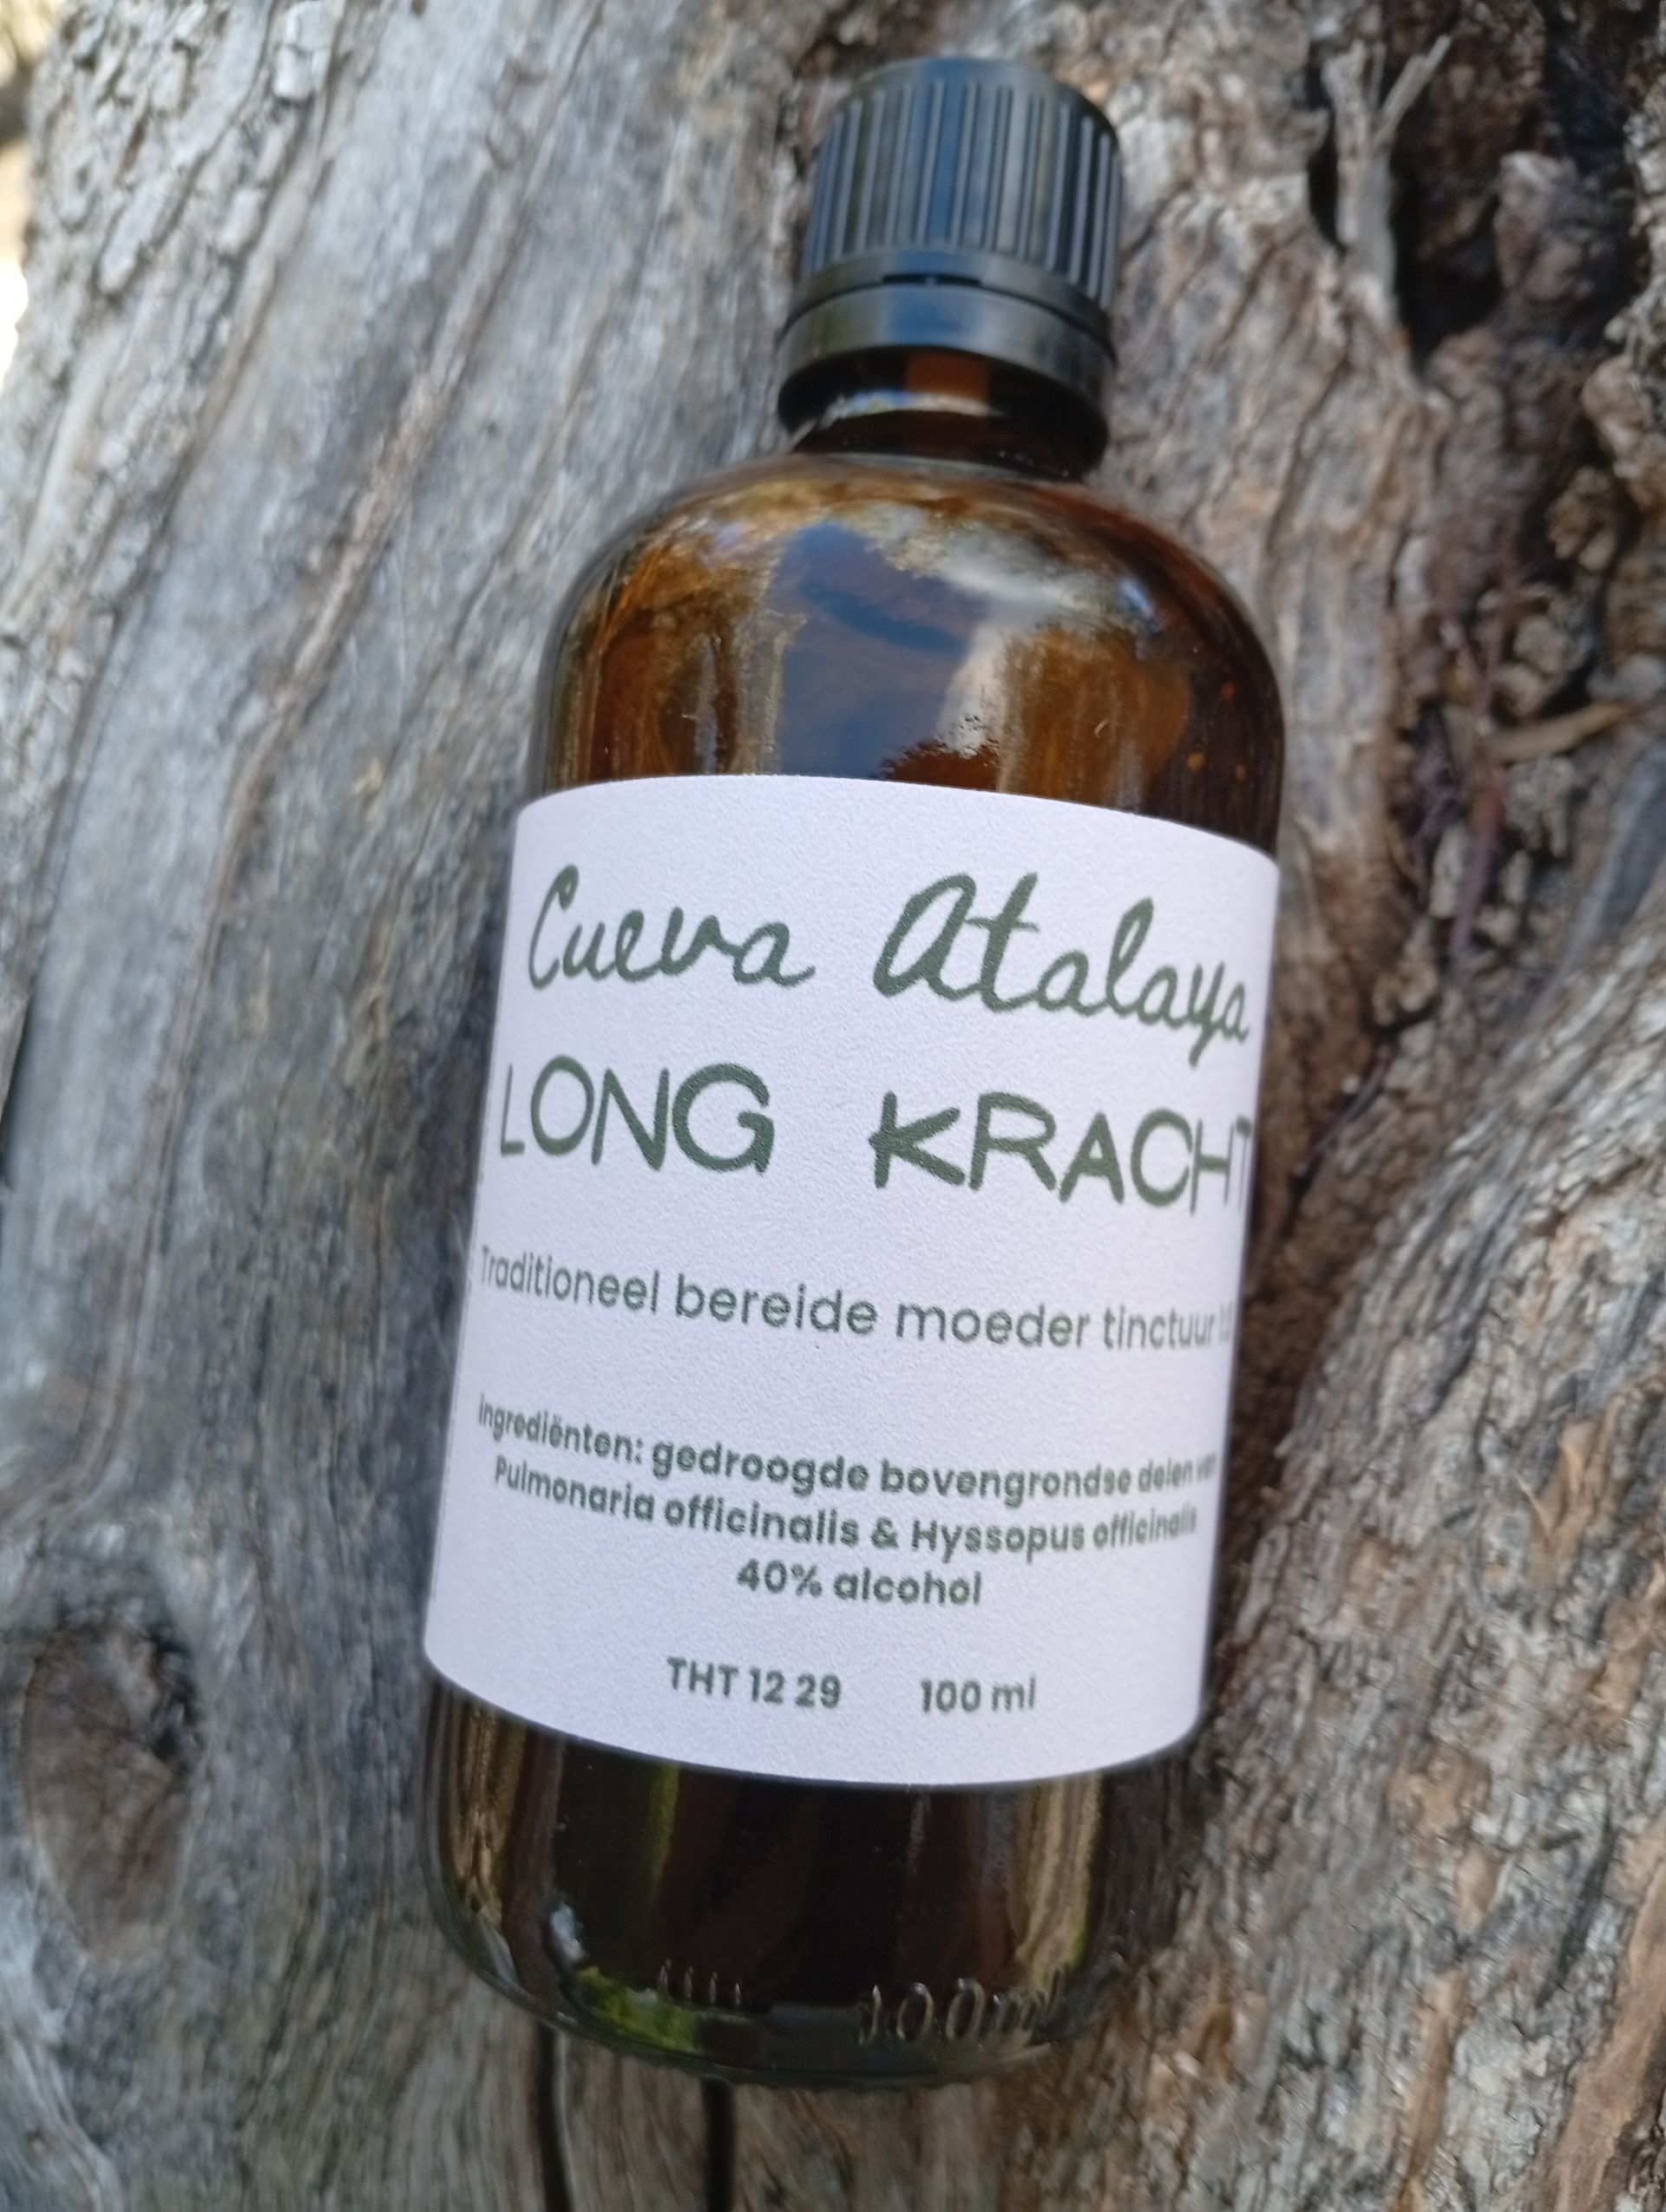 Cueva Atalaya
LONG KRACHT
Traditioneel bereide moeder tinctuur
ingrediënten: gedroogde bovengrondse delen van
Pulmonaria officinalis & Hyssopus officinalis
40% alcohol
THT 12 29 100 ml
100ml